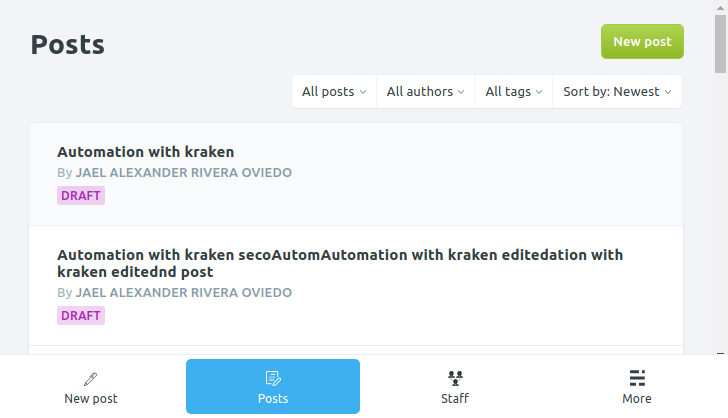 Posts
New post
All posts
All authors
All tags
Sort by: Newest
Automation with kraken
By JAEL ALEXANDER RIVERA OVIEDO
DRAFT
Automation with kraken secoAutomAutomation with kraken editedation with
kraken editednd post
By JAEL ALEXANDER RIVERA OVIEDO
DRAFT
New post
Posts
Staff
More